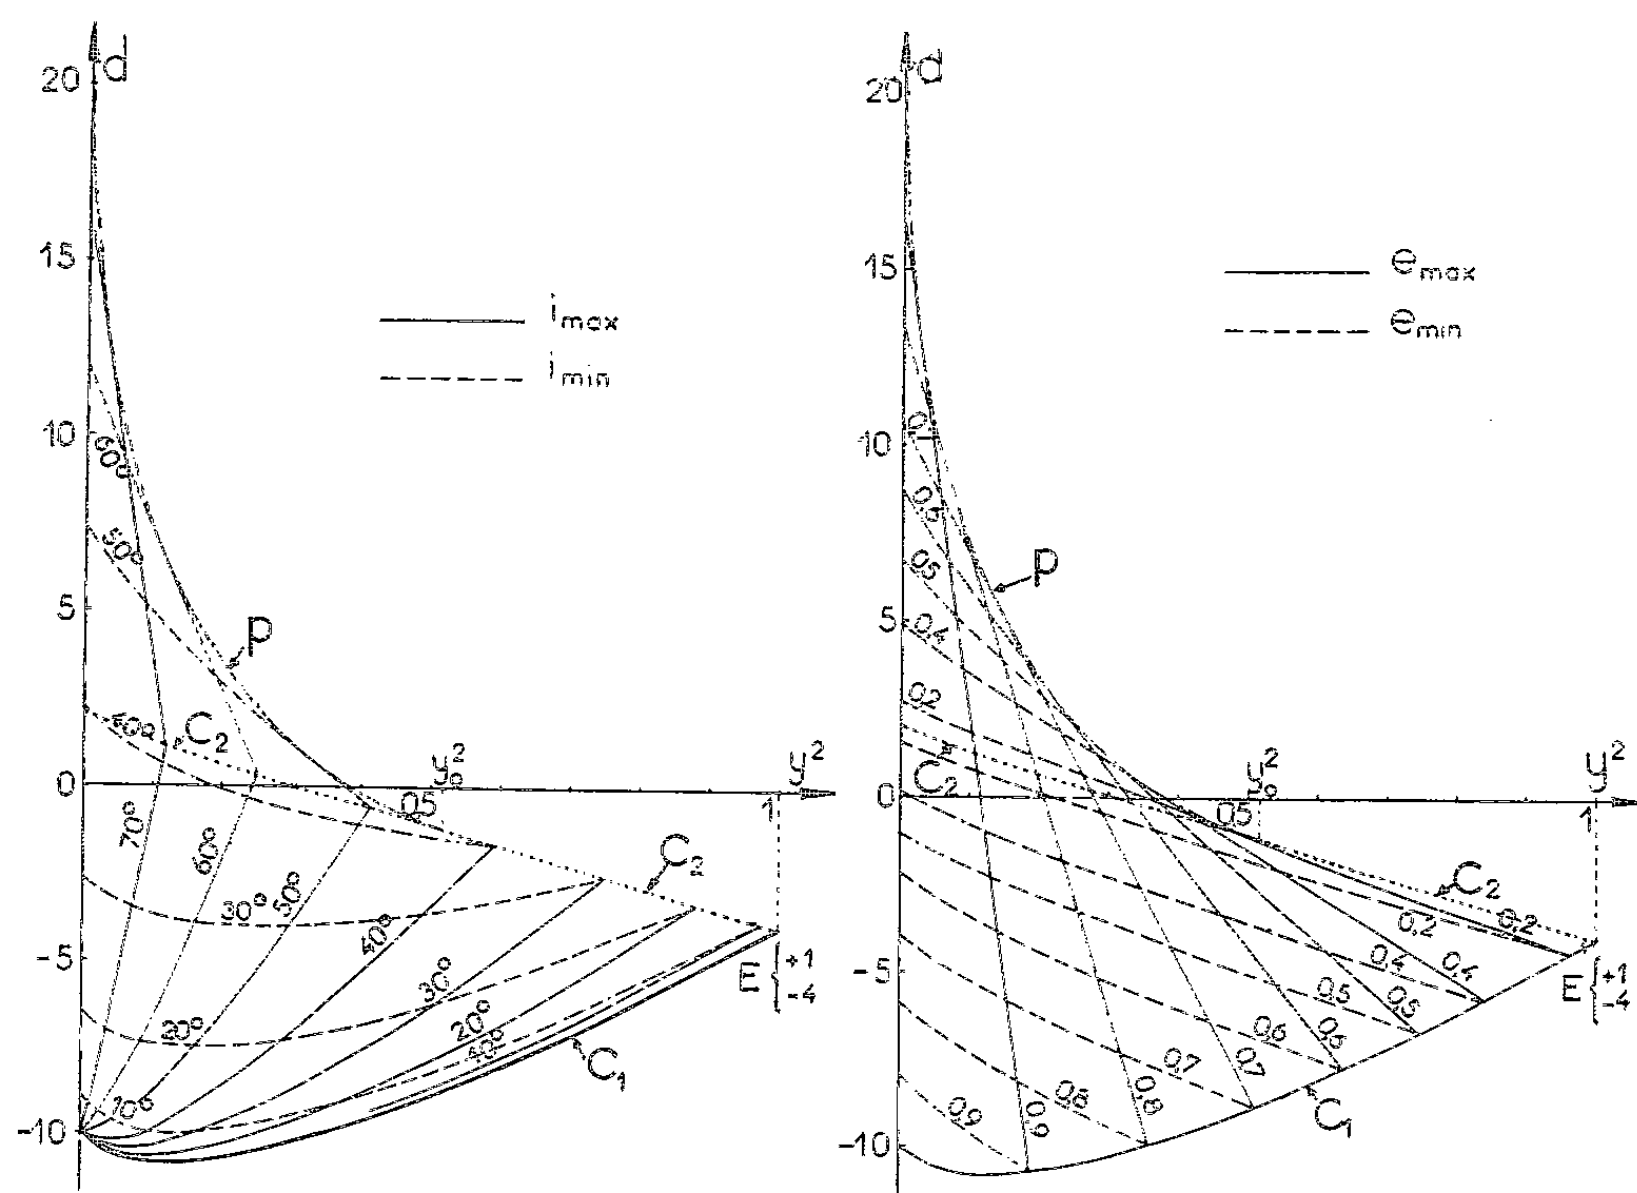 20 d
15
i max
i min
10
60°
50°
5
P
40° C2
y₀² y²
0
0,5 1
70° 60° 50° 40° 30° 20°
C2
30°
-5
E { +1 -4
20°
10°
C1
10°
-10
20 d
15
e max
e min
10
0,7
0,6
0,5
P
5
0,4
0,2
C2
y₀² y²
0
0,5 1
C2
0,2 0,2
0,4 0,4
-5
E { +1 -4
0,5 0,5
0,6 0,6
0,7 0,7
0,8 0,8
0,9 0,9
C1
-10